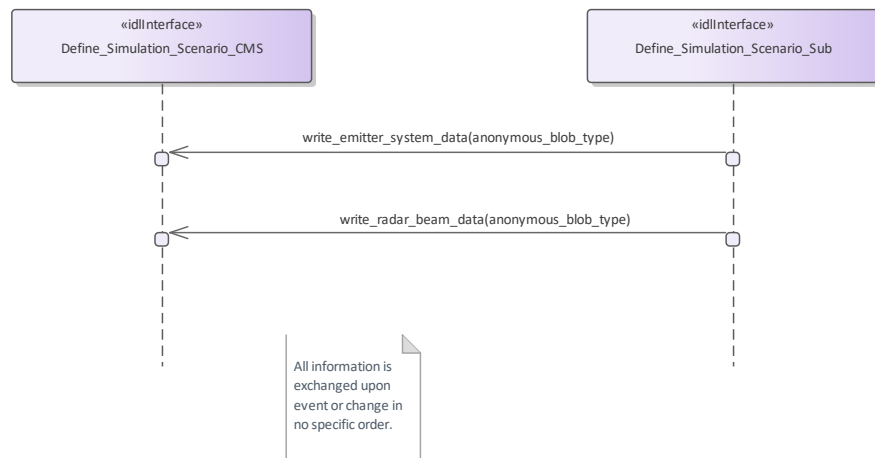 «idlInterface»
Define_Simulation_Scenario_CMS
«idlInterface»
Define_Simulation_Scenario_Sub
write_emitter_system_data(anonymous_blob_type)
write_radar_beam_data(anonymous_blob_type)
All information is
exchanged upon
event or change in
no specific order.